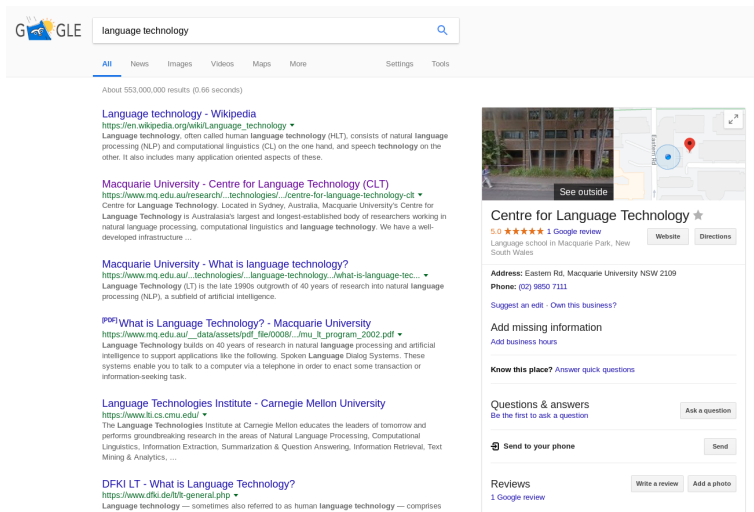 G GLE
language technology
All News Images Videos Maps More Settings Tools
About 553,000,000 results (0.66 seconds)
Language technology - Wikipedia
https://en.wikipedia.org/wiki/Language_technology
Language technology, often called human language technology (HLT), consists of natural language
processing (NLP) and computational linguistics (CL) on the one hand, and speech technology on the
other. It also includes many application oriented aspects of these.
Macquarie University - Centre for Language Technology (CLT)
https://www.mq.edu.au/research/...technologies/.../centre-for-language-technology-clt
Centre for Language Technology. Located in Sydney, Australia, Macquarie University's Centre for
Language Technology is Australasia's largest and longest-established body of researchers working in
natural language processing, computational linguistics and language technology. We have a well-
developed infrastructure ...
Macquarie University - What is language technology?
https://www.mq.edu.au/...technologies/...language-technology.../what-is-language-tec...
Language Technology (LT) is the late 1990s outgrowth of 40 years of research into natural language
processing (NLP), a subfield of artificial intelligence.
[PDF] What is Language Technology? - Macquarie University
https://www.mq.edu.au/__data/assets/pdf_file/0008/.../mu_lt_program_2002.pdf
Language Technology builds on 40 years of research in natural language processing and artificial
intelligence to support applications like the following. Spoken Language Dialog Systems. These
systems enable you to talk to a computer via a telephone in order to enact some transaction or
information-seeking task.
Language Technologies Institute - Carnegie Mellon University
https://www.lti.cs.cmu.edu/
The Language Technologies Institute at Carnegie Mellon educates the leaders of tomorrow and
performs groundbreaking research in the areas of Natural Language Processing, Computational
Linguistics, Information Extraction, Summarization & Question Answering, Information Retrieval, Text
Mining & Analytics, ...
DFKI LT - What is Language Technology?
https://www.dfki.de/lt/lt-general.php
Language technology — sometimes also referred to as human language technology — comprises
See outside
Eastern Rd
Centre for Language Technology
5.0 1 Google review
Language school in Macquarie Park, New
South Wales
Website Directions
Address: Eastern Rd, Macquarie University NSW 2109
Phone: (02) 9850 7111
Suggest an edit · Own this business?
Add missing information
Add business hours
Know this place? Answer quick questions
Questions & answers
Be the first to ask a question
Ask a question
Send to your phone
Send
Reviews
Write a review Add a photo
1 Google review